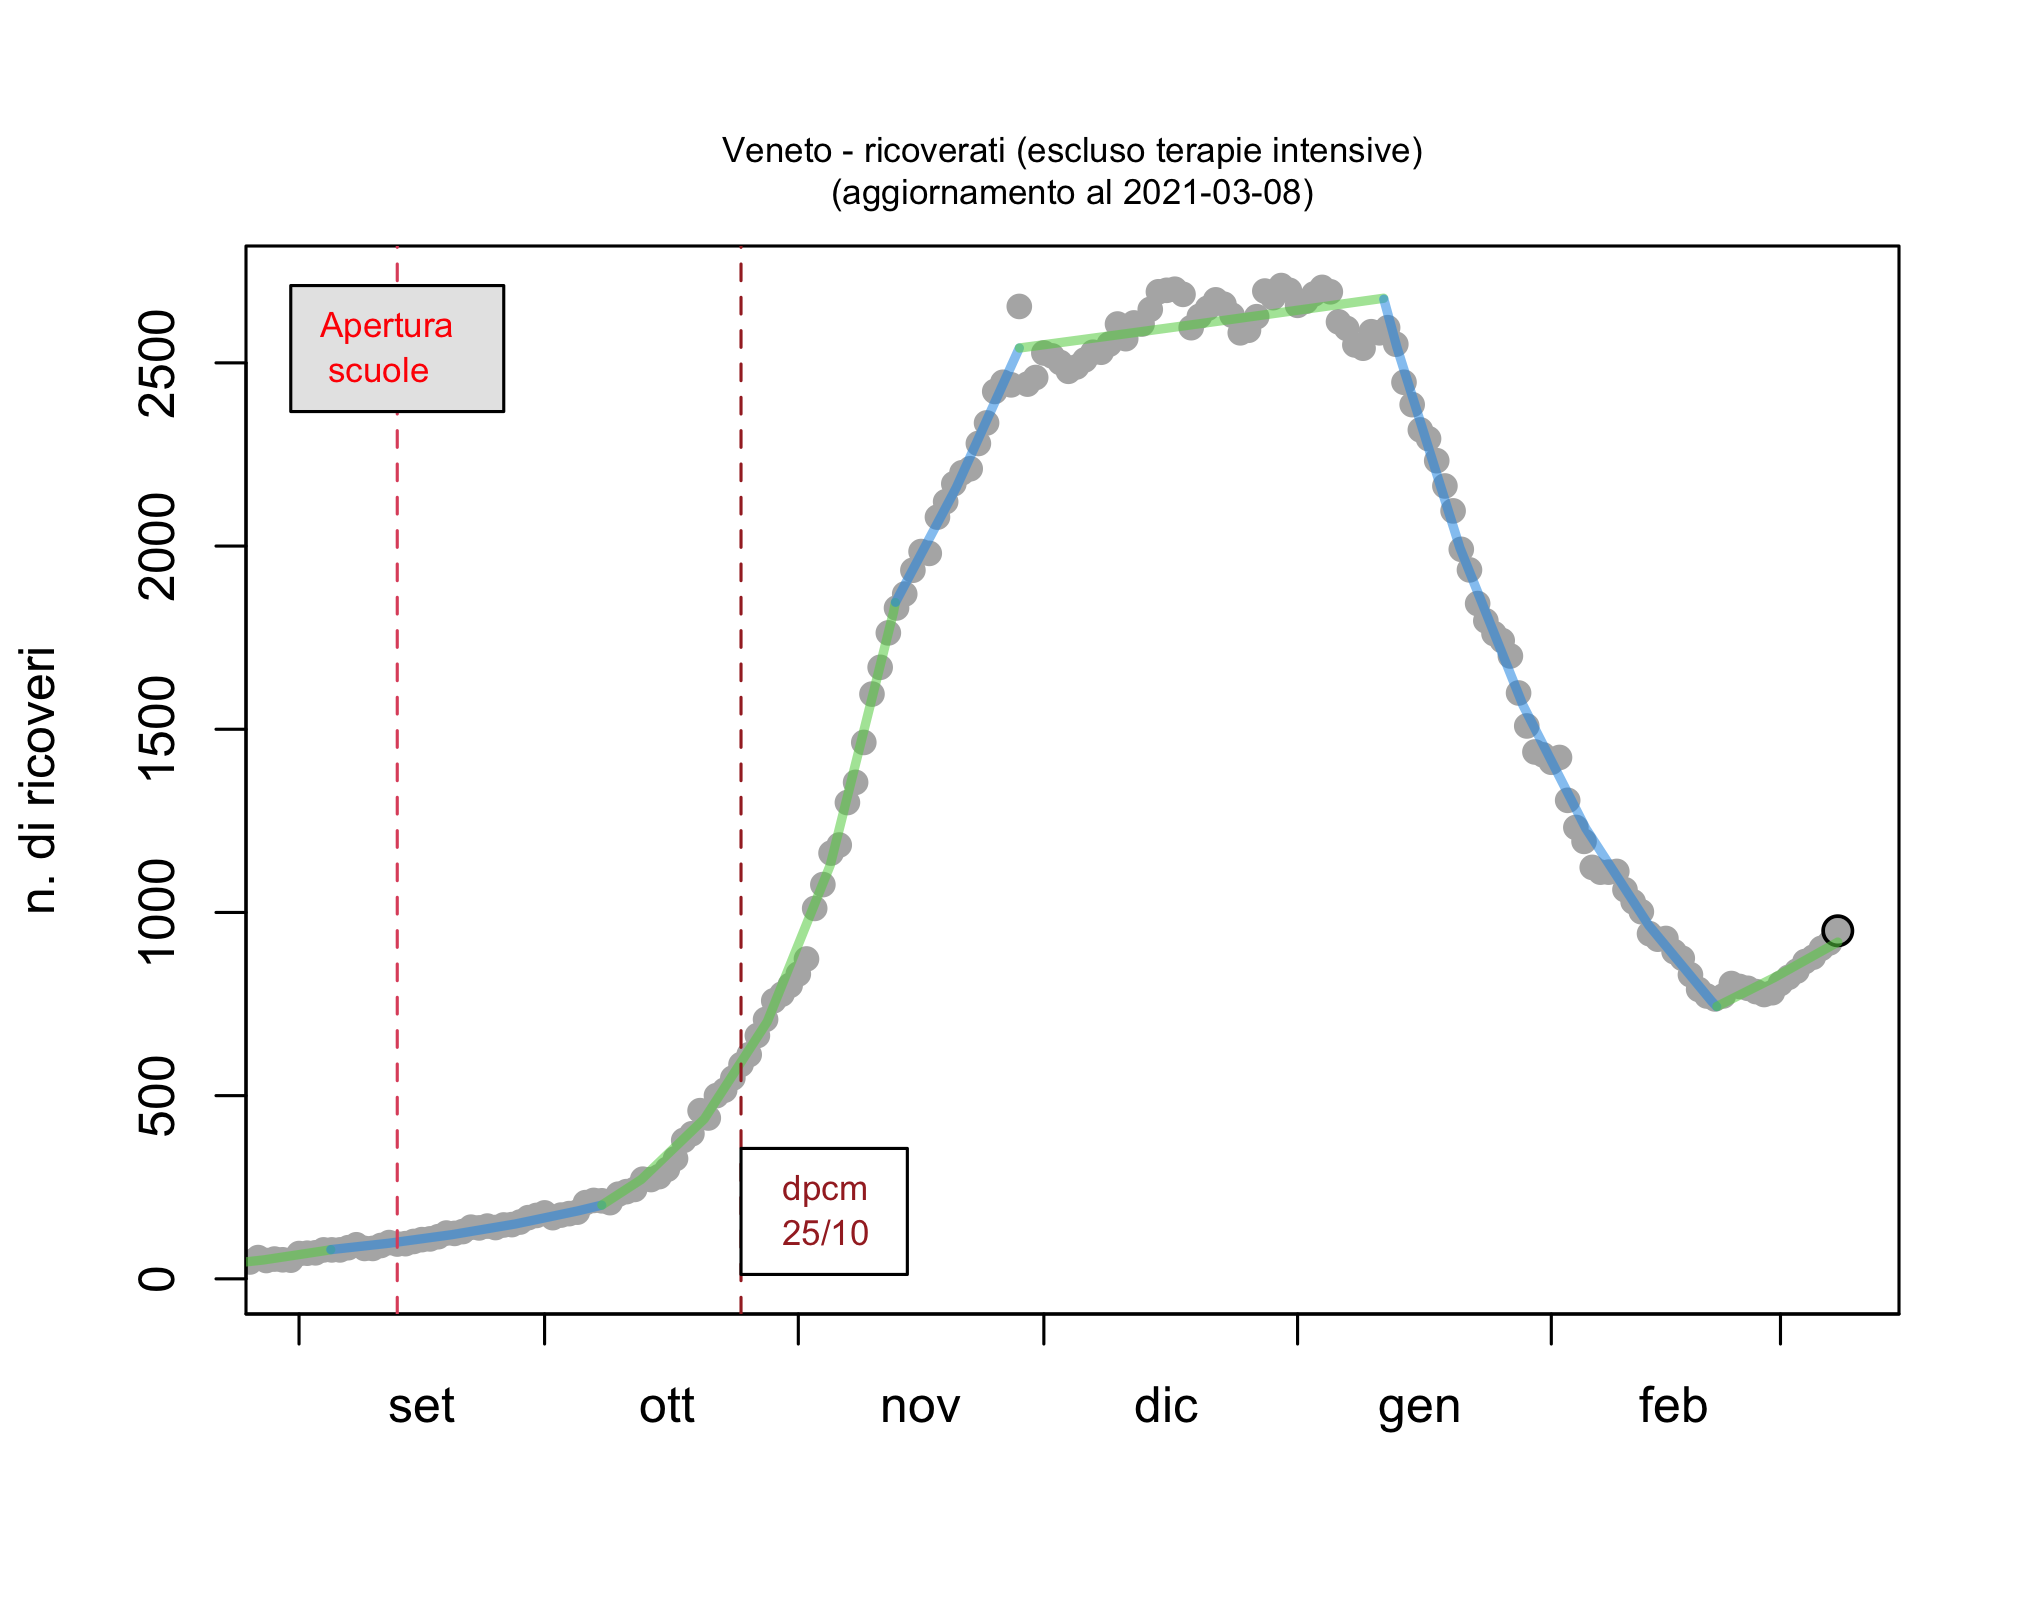 Veneto - ricoverati (escluso terapie intensive)
(aggiornamento al 2021-03-08)
Apertura
scuole
dpcm
25/10
n. di ricoveri
2500
2000
1500
1000
500
0
set ott nov dic gen feb